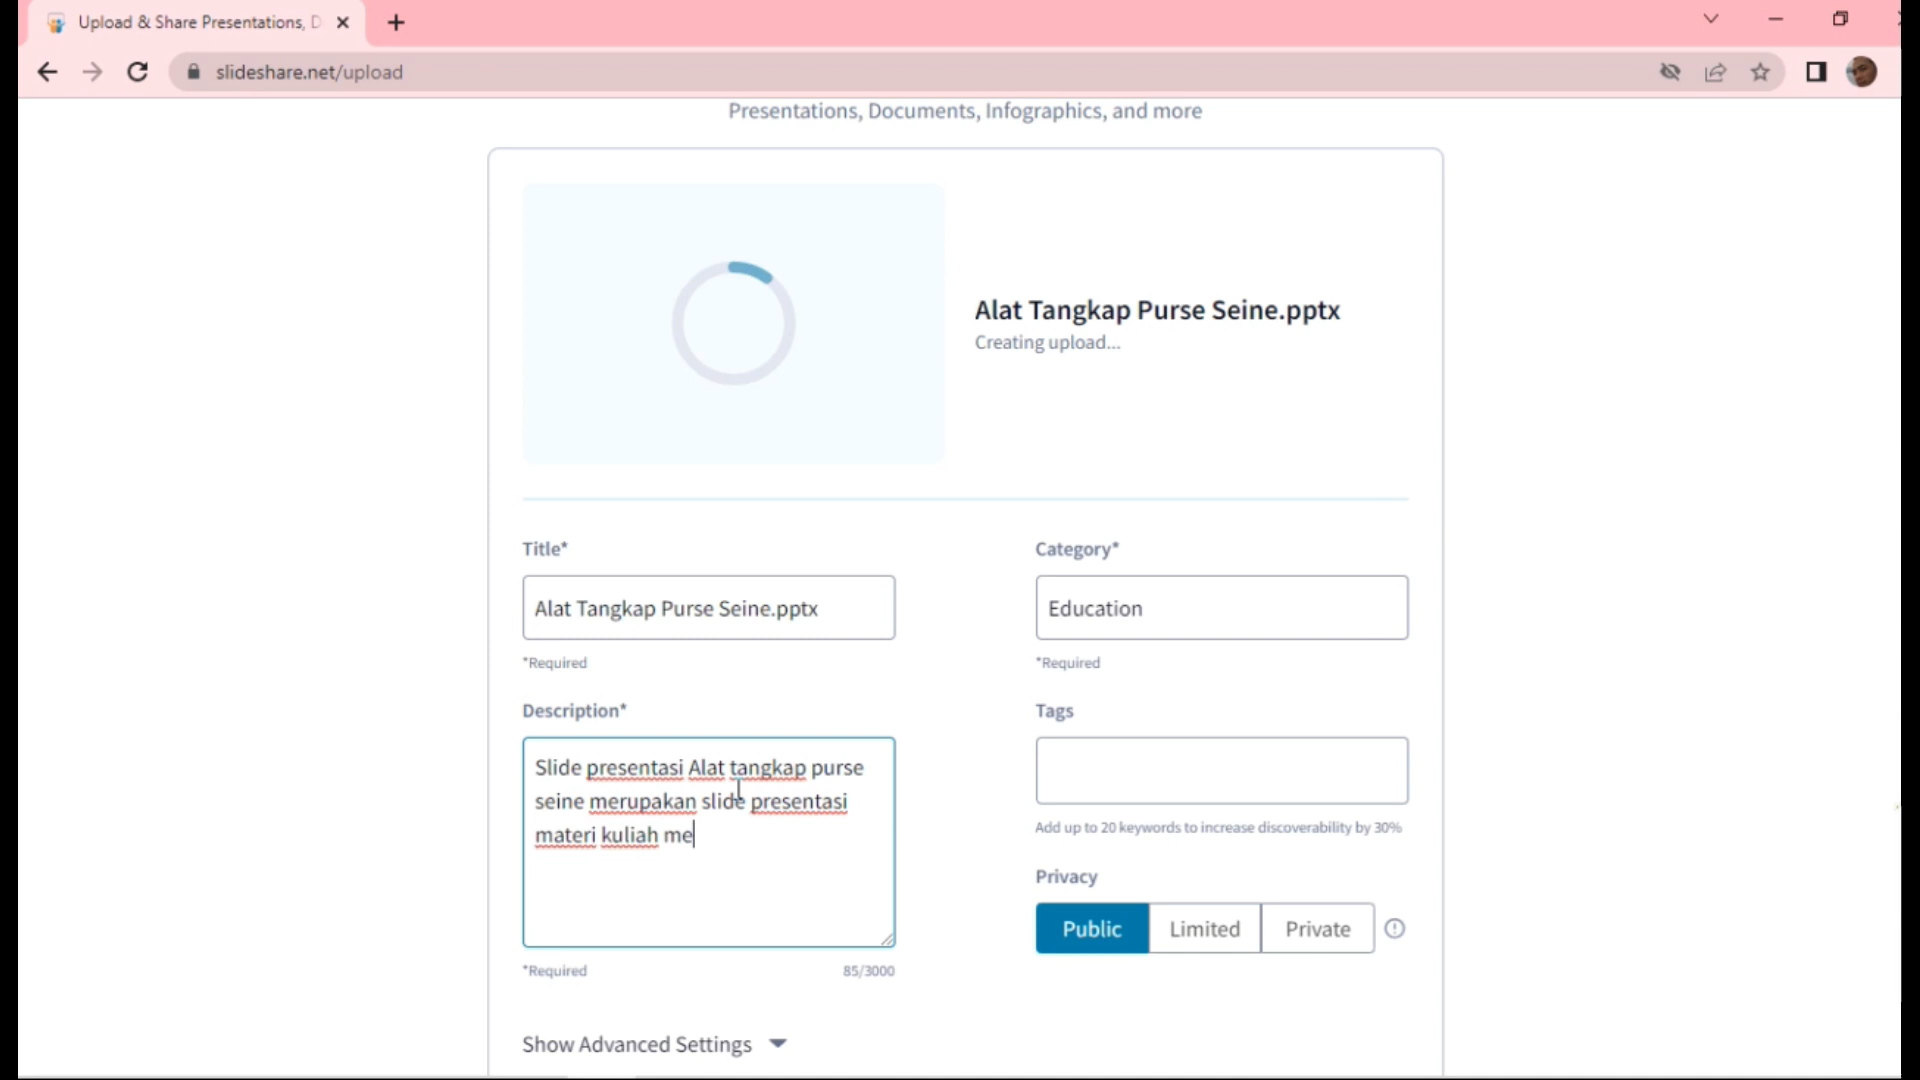 Upload & Share Presentations, D
slideshare.net/upload
Presentations, Documents, Infographics, and more
Alat Tangkap Purse Seine.pptx
Creating upload...
Title*
Category*
Alat Tangkap Purse Seine.pptx
Education
*Required
*Required
Description*
Tags
Slide presentasi Alat tangkap purse
seine merupakan slide presentasi
materi kuliah me
Add up to 20 keywords to increase discoverability by 30%
Privacy
Public
Limited
Private
*Required
85/3000
Show Advanced Settings